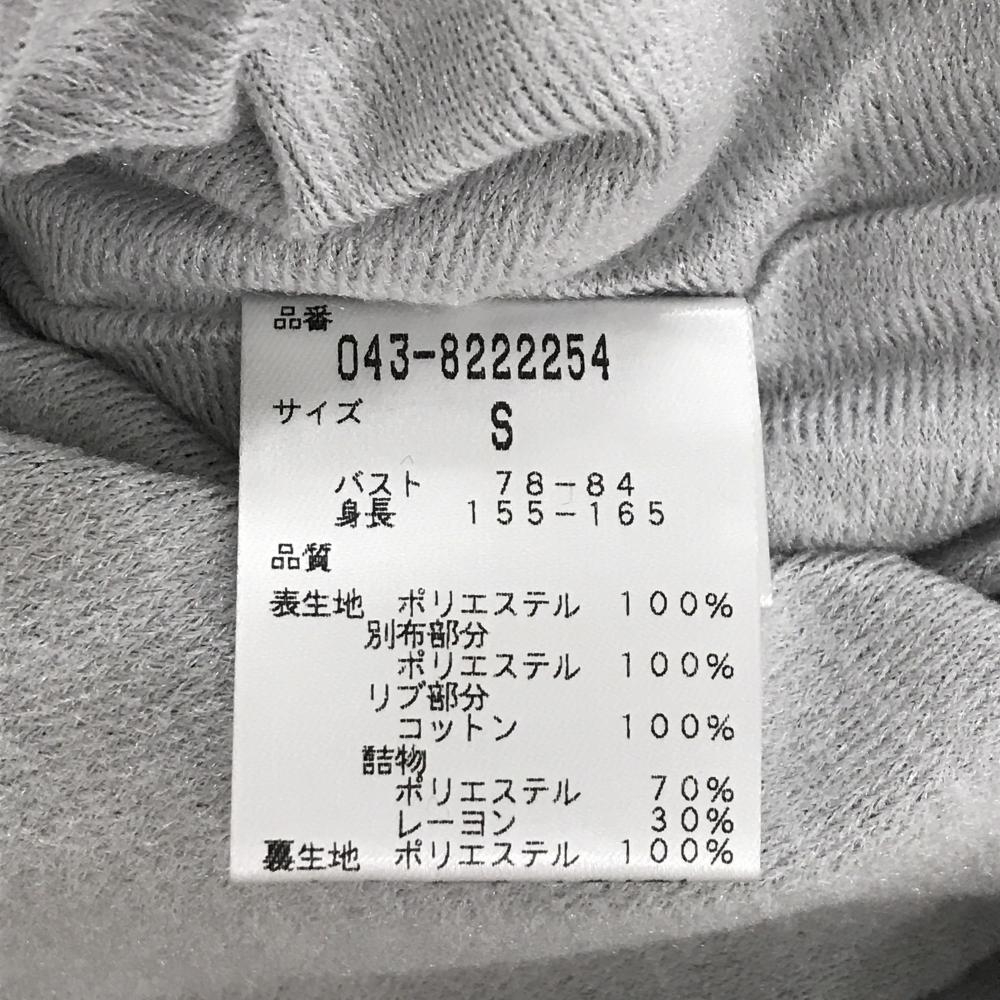 品番
043-8222254
サイズ S
バスト 78-84
身長 155-165
品質
表生地 ポリエステル 100%
別布部分
ポリエステル 100%
リブ部分
コットン 100%
詰物
ポリエステル 70%
レーヨン 30%
裏生地 ポリエステル 100%